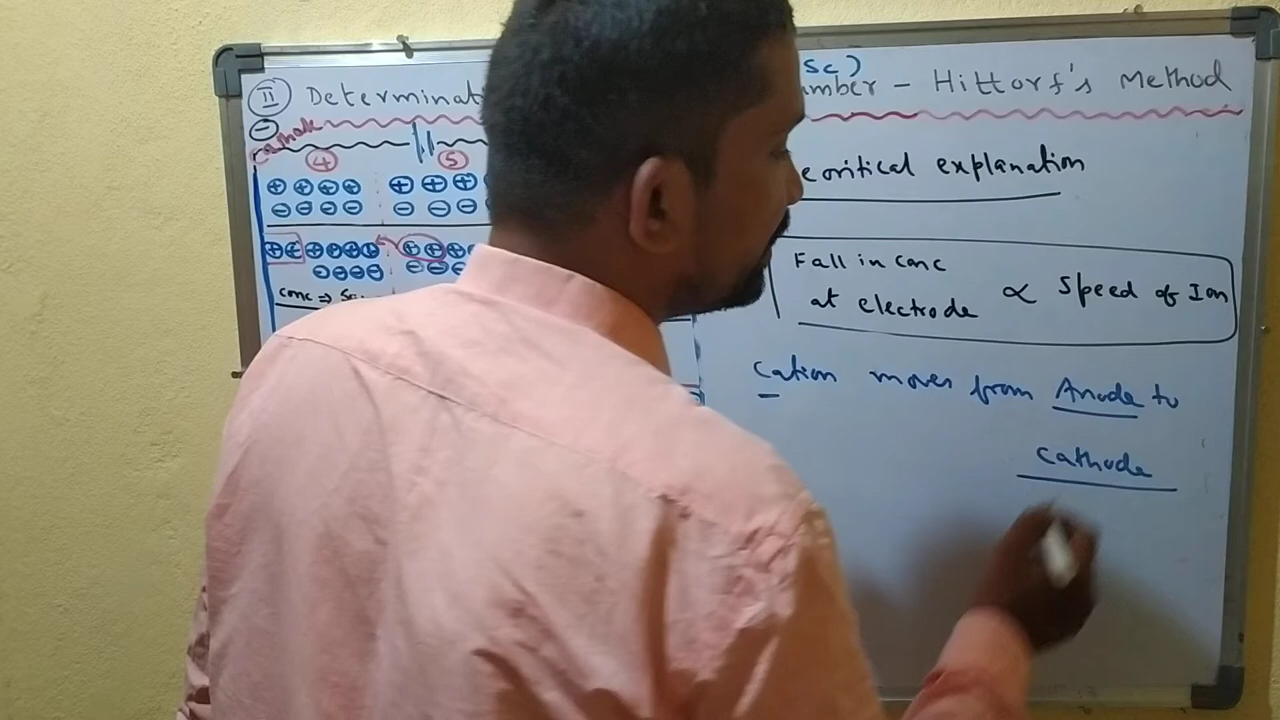 Sc)
II Determinat mber - Hittorf's Method
-
Cathode
4 5
eoritical explanation
+ + + + + + +
- - - - - - -
Fall in conc
at electrode ∝ Speed of Ion
conc ⇒ Sa
Cation moves from Anode to
Cathode